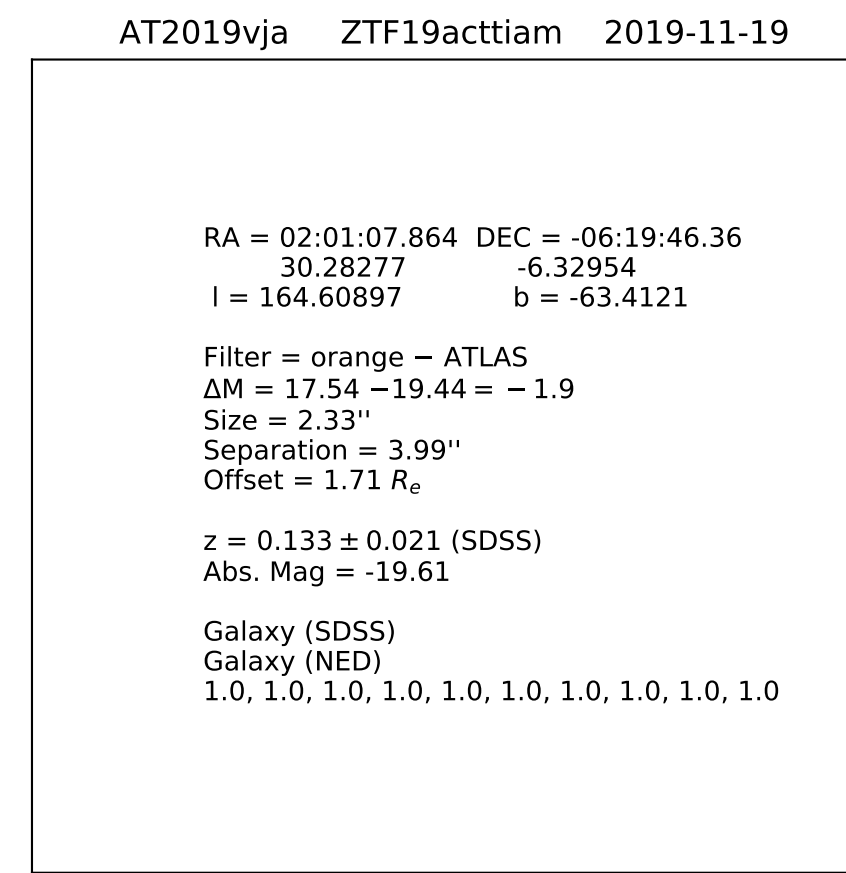 AT2019vja ZTF19acttiam 2019-11-19
RA = 02:01:07.864 DEC = -06:19:46.36
30.28277 -6.32954
l = 164.60897 b = -63.4121
Filter = orange − ATLAS
ΔM = 17.54 −19.44 = − 1.9
Size = 2.33''
Separation = 3.99''
Offset = 1.71 Re
z = 0.133 ± 0.021 (SDSS)
Abs. Mag = -19.61
Galaxy (SDSS)
Galaxy (NED)
1.0, 1.0, 1.0, 1.0, 1.0, 1.0, 1.0, 1.0, 1.0, 1.0